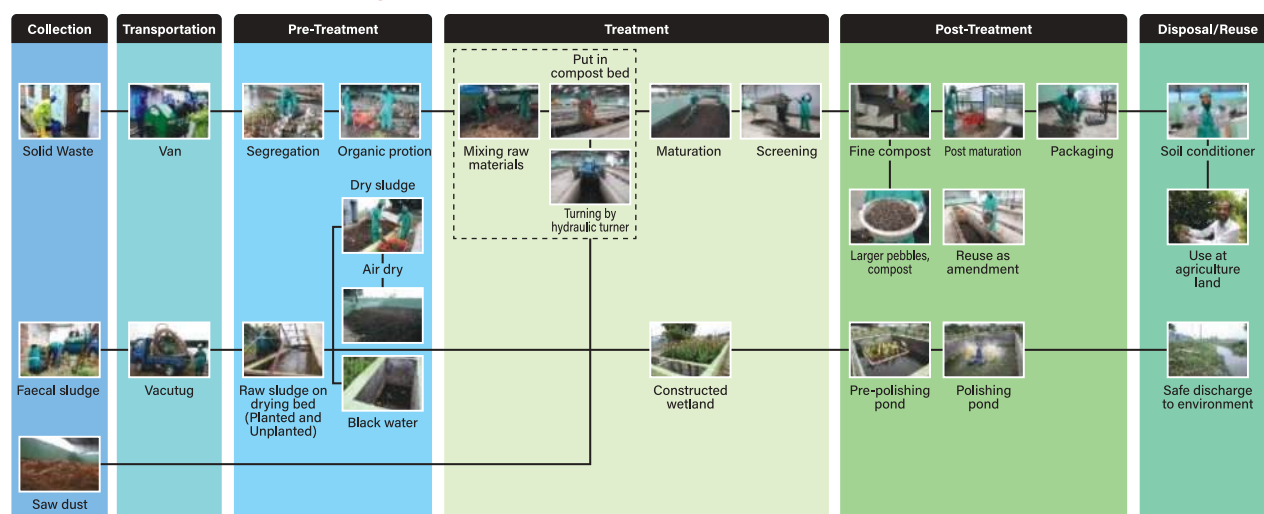 Collection
Transportation
Pre-Treatment
Treatment
Post-Treatment
Disposal/Reuse
Put in
compost bed
Solid Waste
Van
Segregation
Organic protion
Mixing raw
materials
Maturation
Screening
Fine compost
Post maturation
Packaging
Soil conditioner
Dry sludge
Turning by
hydraulic turner
Air dry
Larger pebbles,
compost
Reuse as
amendment
Use at
agriculture
land
Faecal sludge
Vacutug
Raw sludge on
drying bed
(Planted and
Unplanted)
Black water
Constructed
wetland
Pre-polishing
pond
Polishing
pond
Safe discharge
to environment
Saw dust